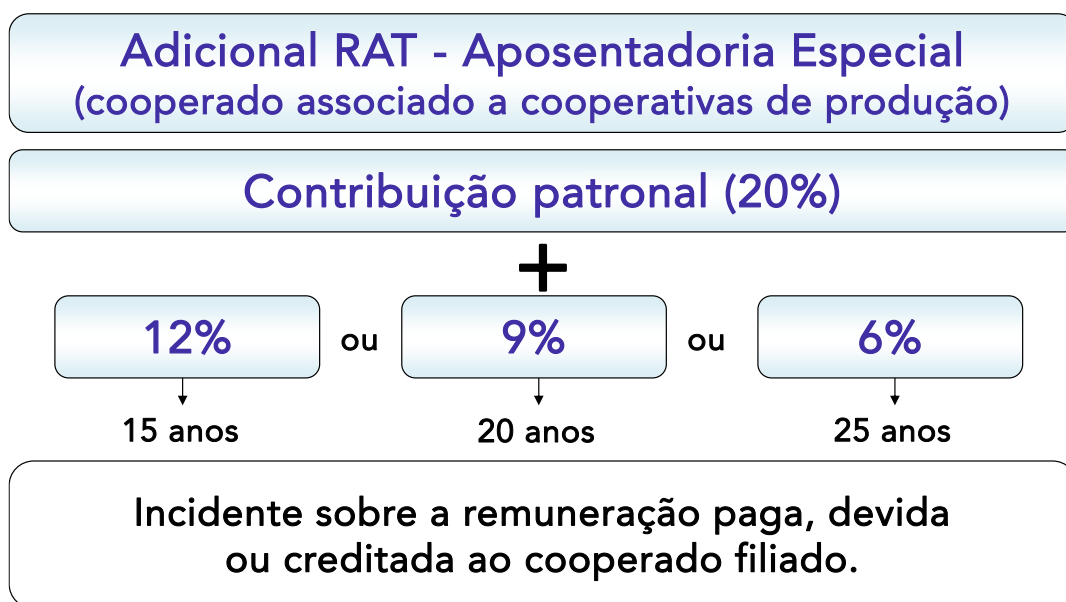 Adicional RAT - Aposentadoria Especial
(cooperado associado a cooperativas de produção)
Contribuição patronal (20%)
+
12% ou 9% ou 6%
15 anos 20 anos 25 anos
Incidente sobre a remuneração paga, devida
ou creditada ao cooperado filiado.